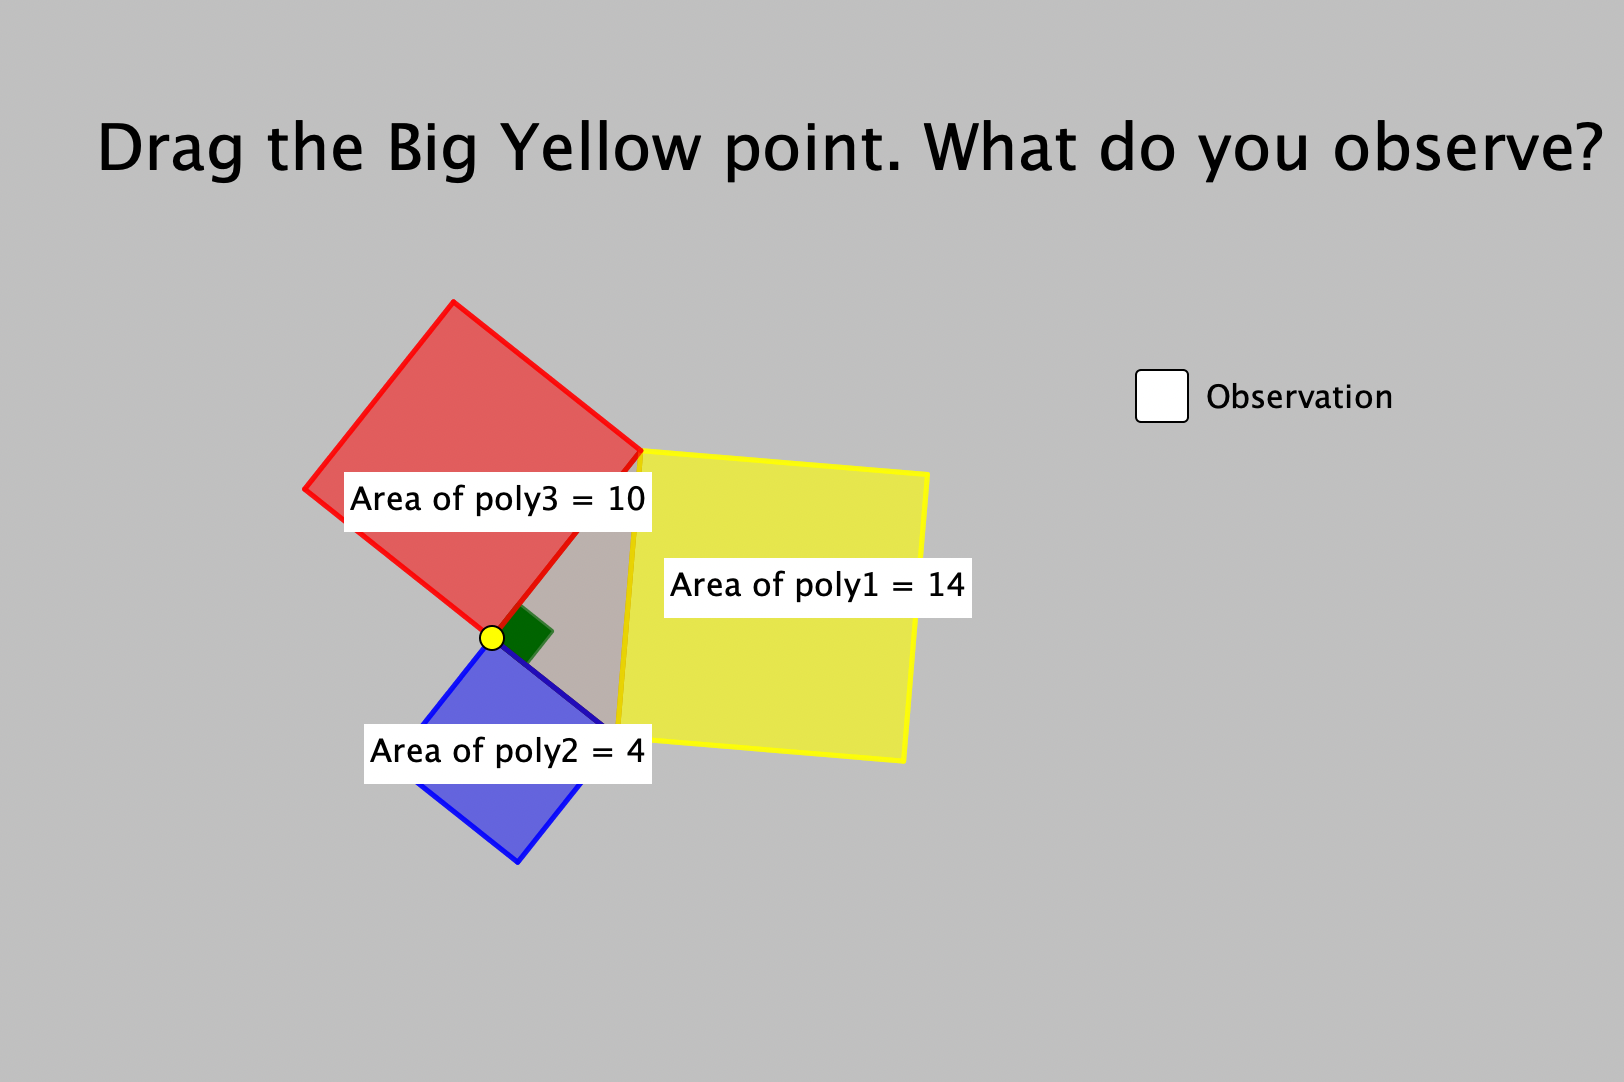 Drag the Big Yellow point. What do you observe?
Observation
Area of poly3 = 10
Area of poly1 = 14
Area of poly2 = 4